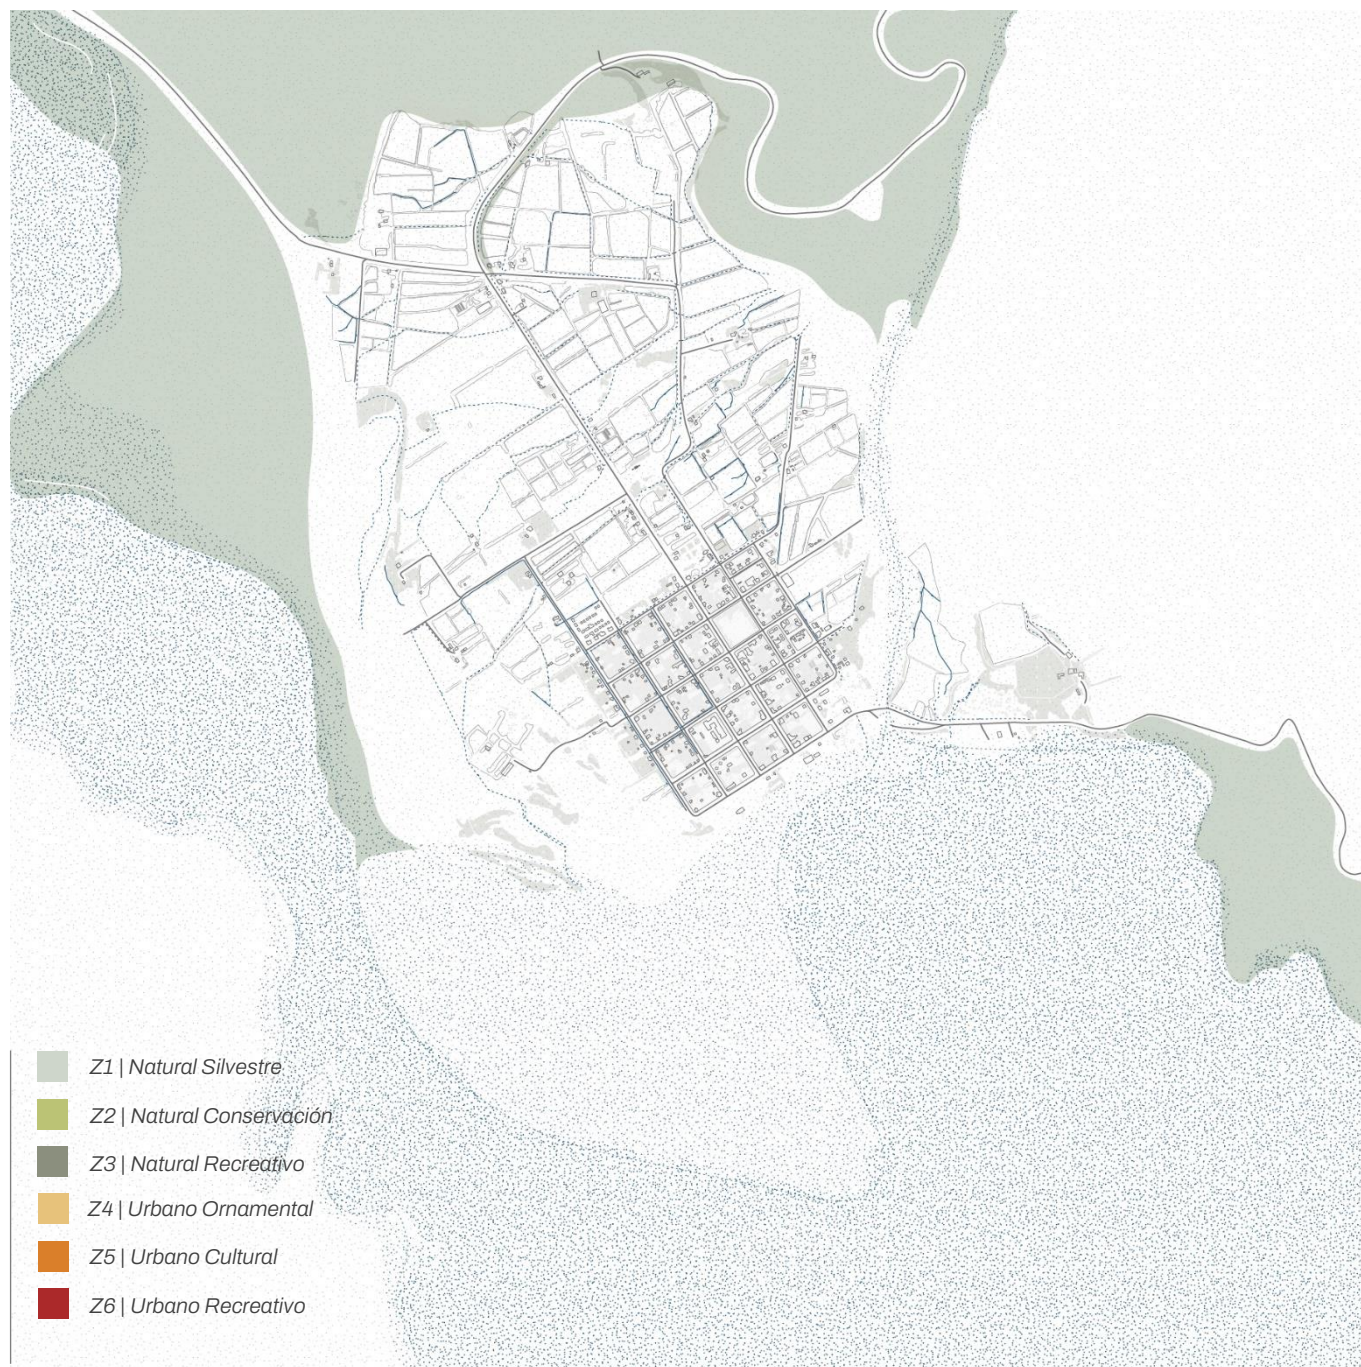 Z1 | Natural Silvestre
Z2 | Natural Conservación
Z3 | Natural Recreativo
Z4 | Urbano Ornamental
Z5 | Urbano Cultural
Z6 | Urbano Recreativo